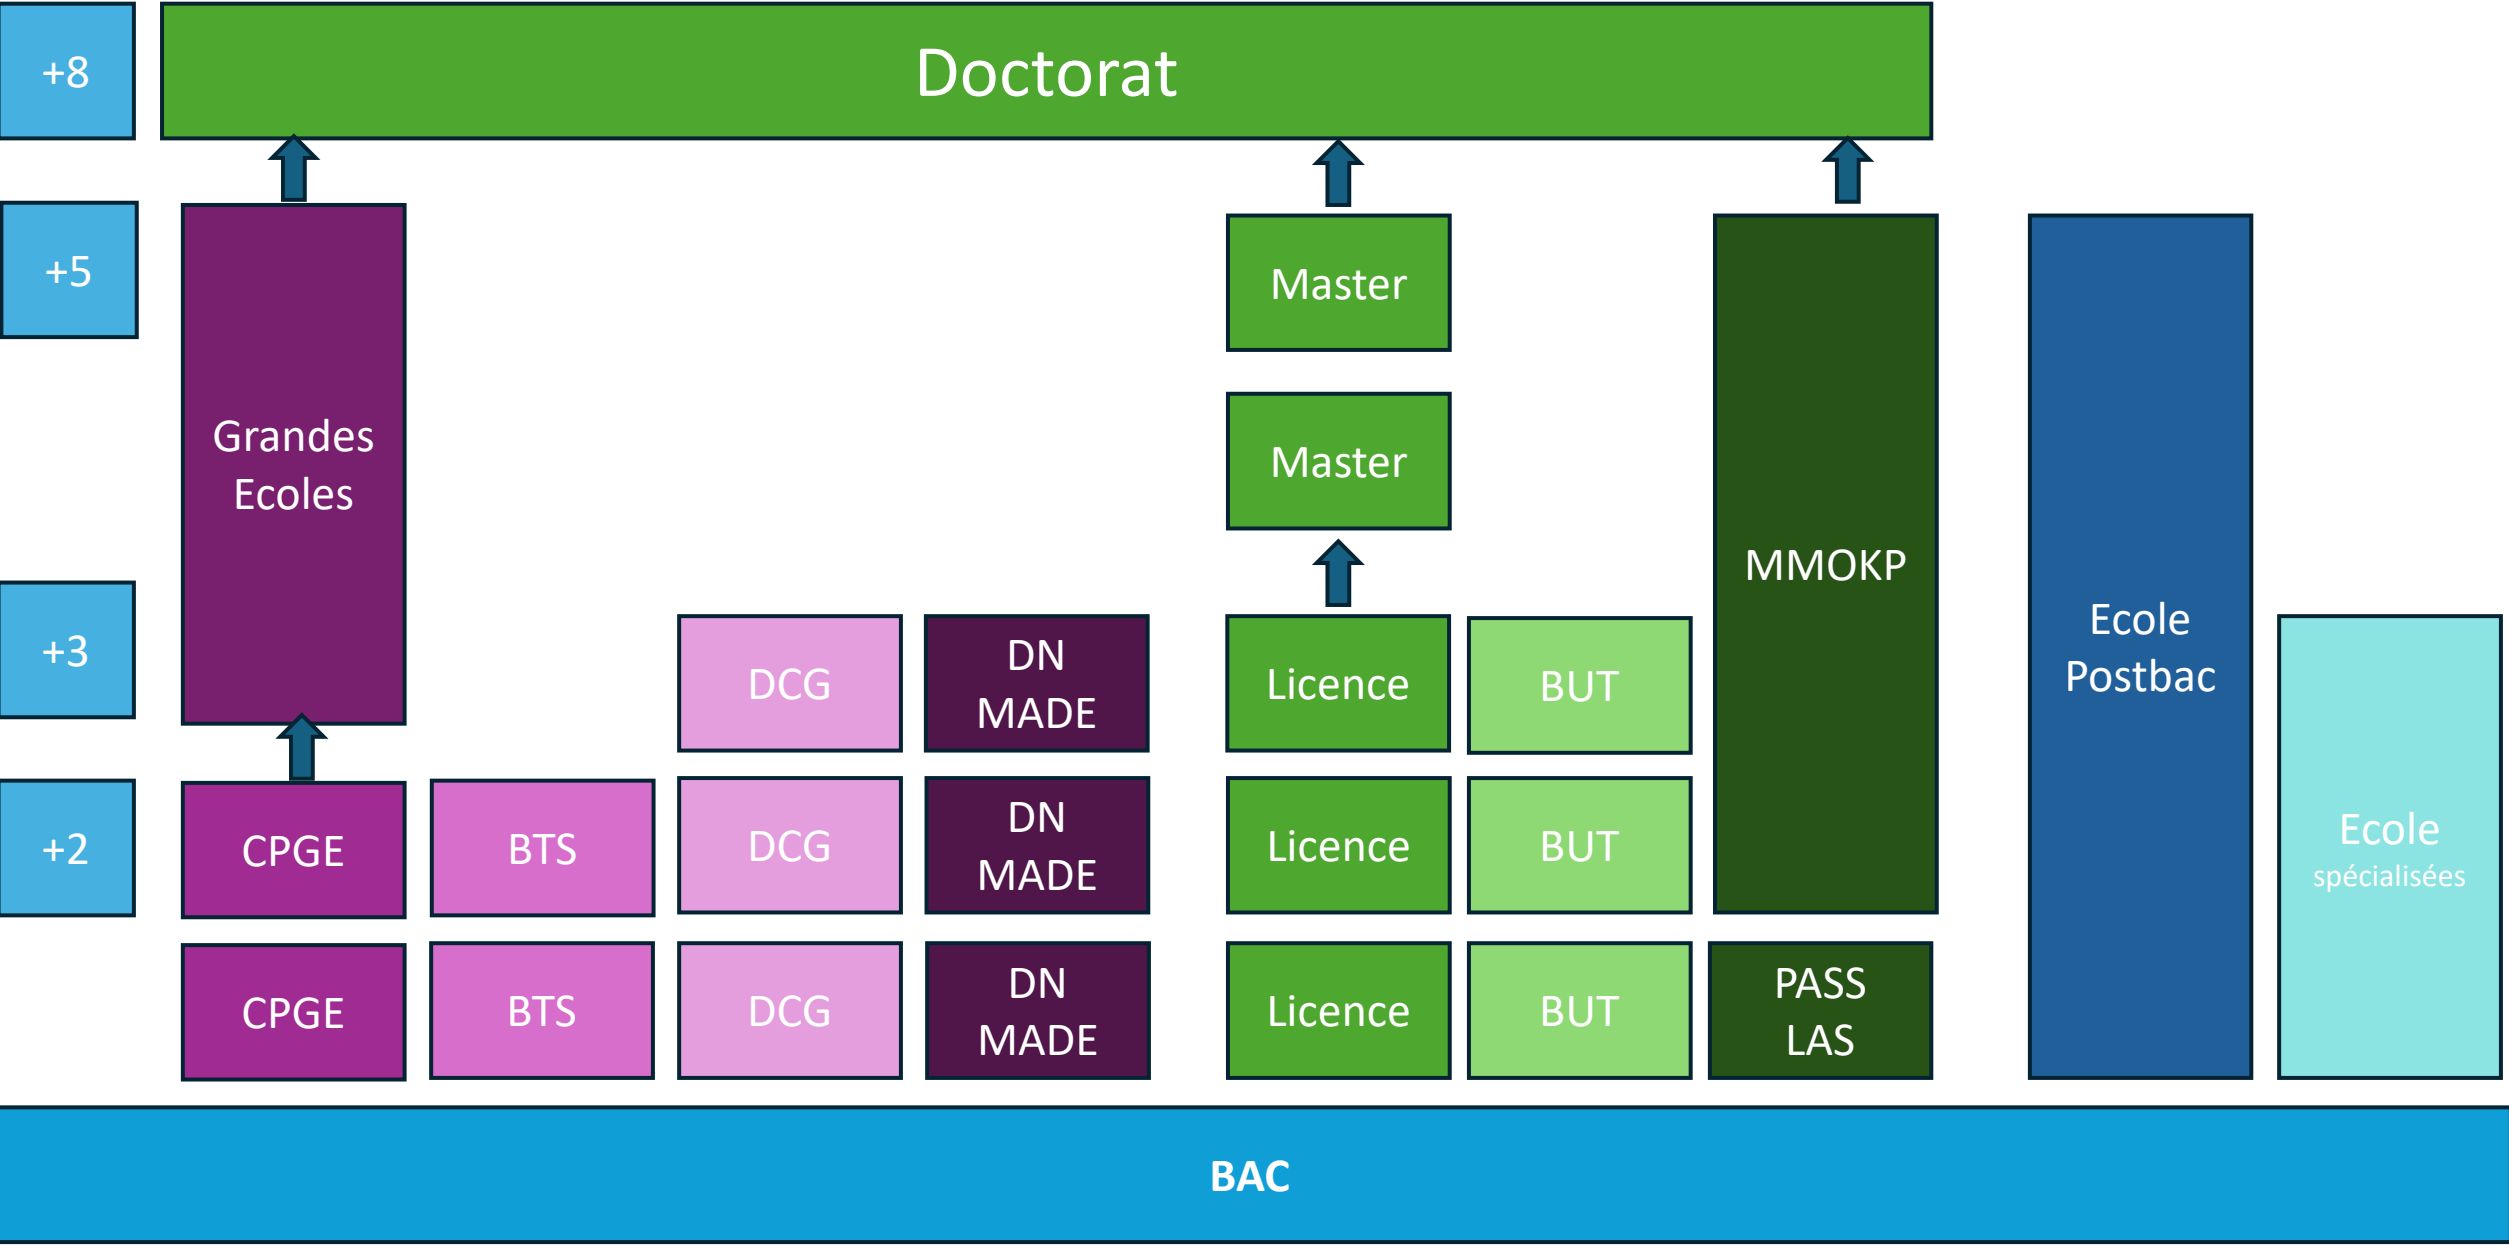 +8
Doctorat
+5
Master
Grandes
Ecoles
Master
MMOKP
Ecole
Postbac
+3
DCG
DN
MADE
Licence
BUT
+2
CPGE
BTS
DCG
DN
MADE
Licence
BUT
Ecole
spécialisées
CPGE
BTS
DCG
DN
MADE
Licence
BUT
PASS
LAS
BAC